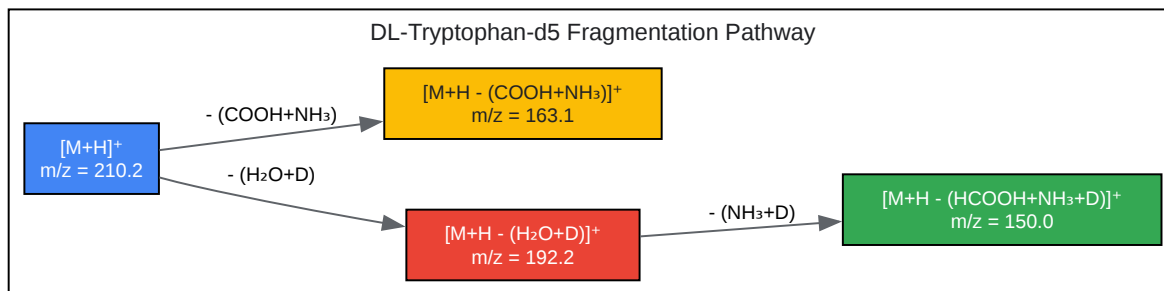 DL-Tryptophan-d5 Fragmentation Pathway
[M+H]⁺
m/z = 210.2
- (COOH+NH₃)
[M+H - (COOH+NH₃)]⁺
m/z = 163.1
- (H₂O+D)
[M+H - (H₂O+D)]⁺
m/z = 192.2
- (NH₃+D)
[M+H - (HCOOH+NH₃+D)]⁺
m/z = 150.0